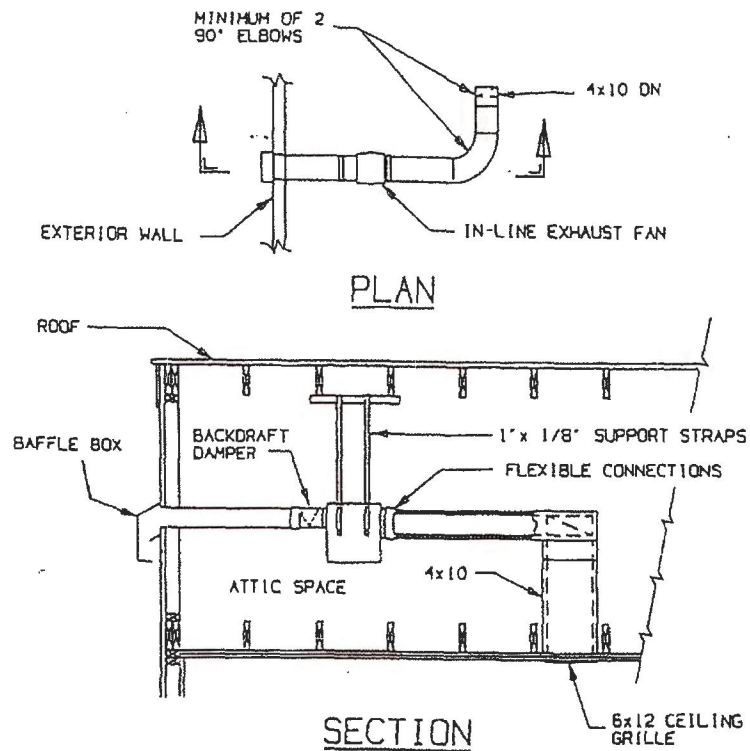 MINIMUM OF 2
90° ELBOWS
4x10 DN
EXTERIOR WALL
IN-LINE EXHAUST FAN
PLAN
ROOF
BAFFLE BOX
BACKDRAFT
DAMPER
1"x 1/8" SUPPORT STRAPS
FLEXIBLE CONNECTIONS
4x10
ATTIC SPACE
6x12 CEILING
GRILLE
SECTION